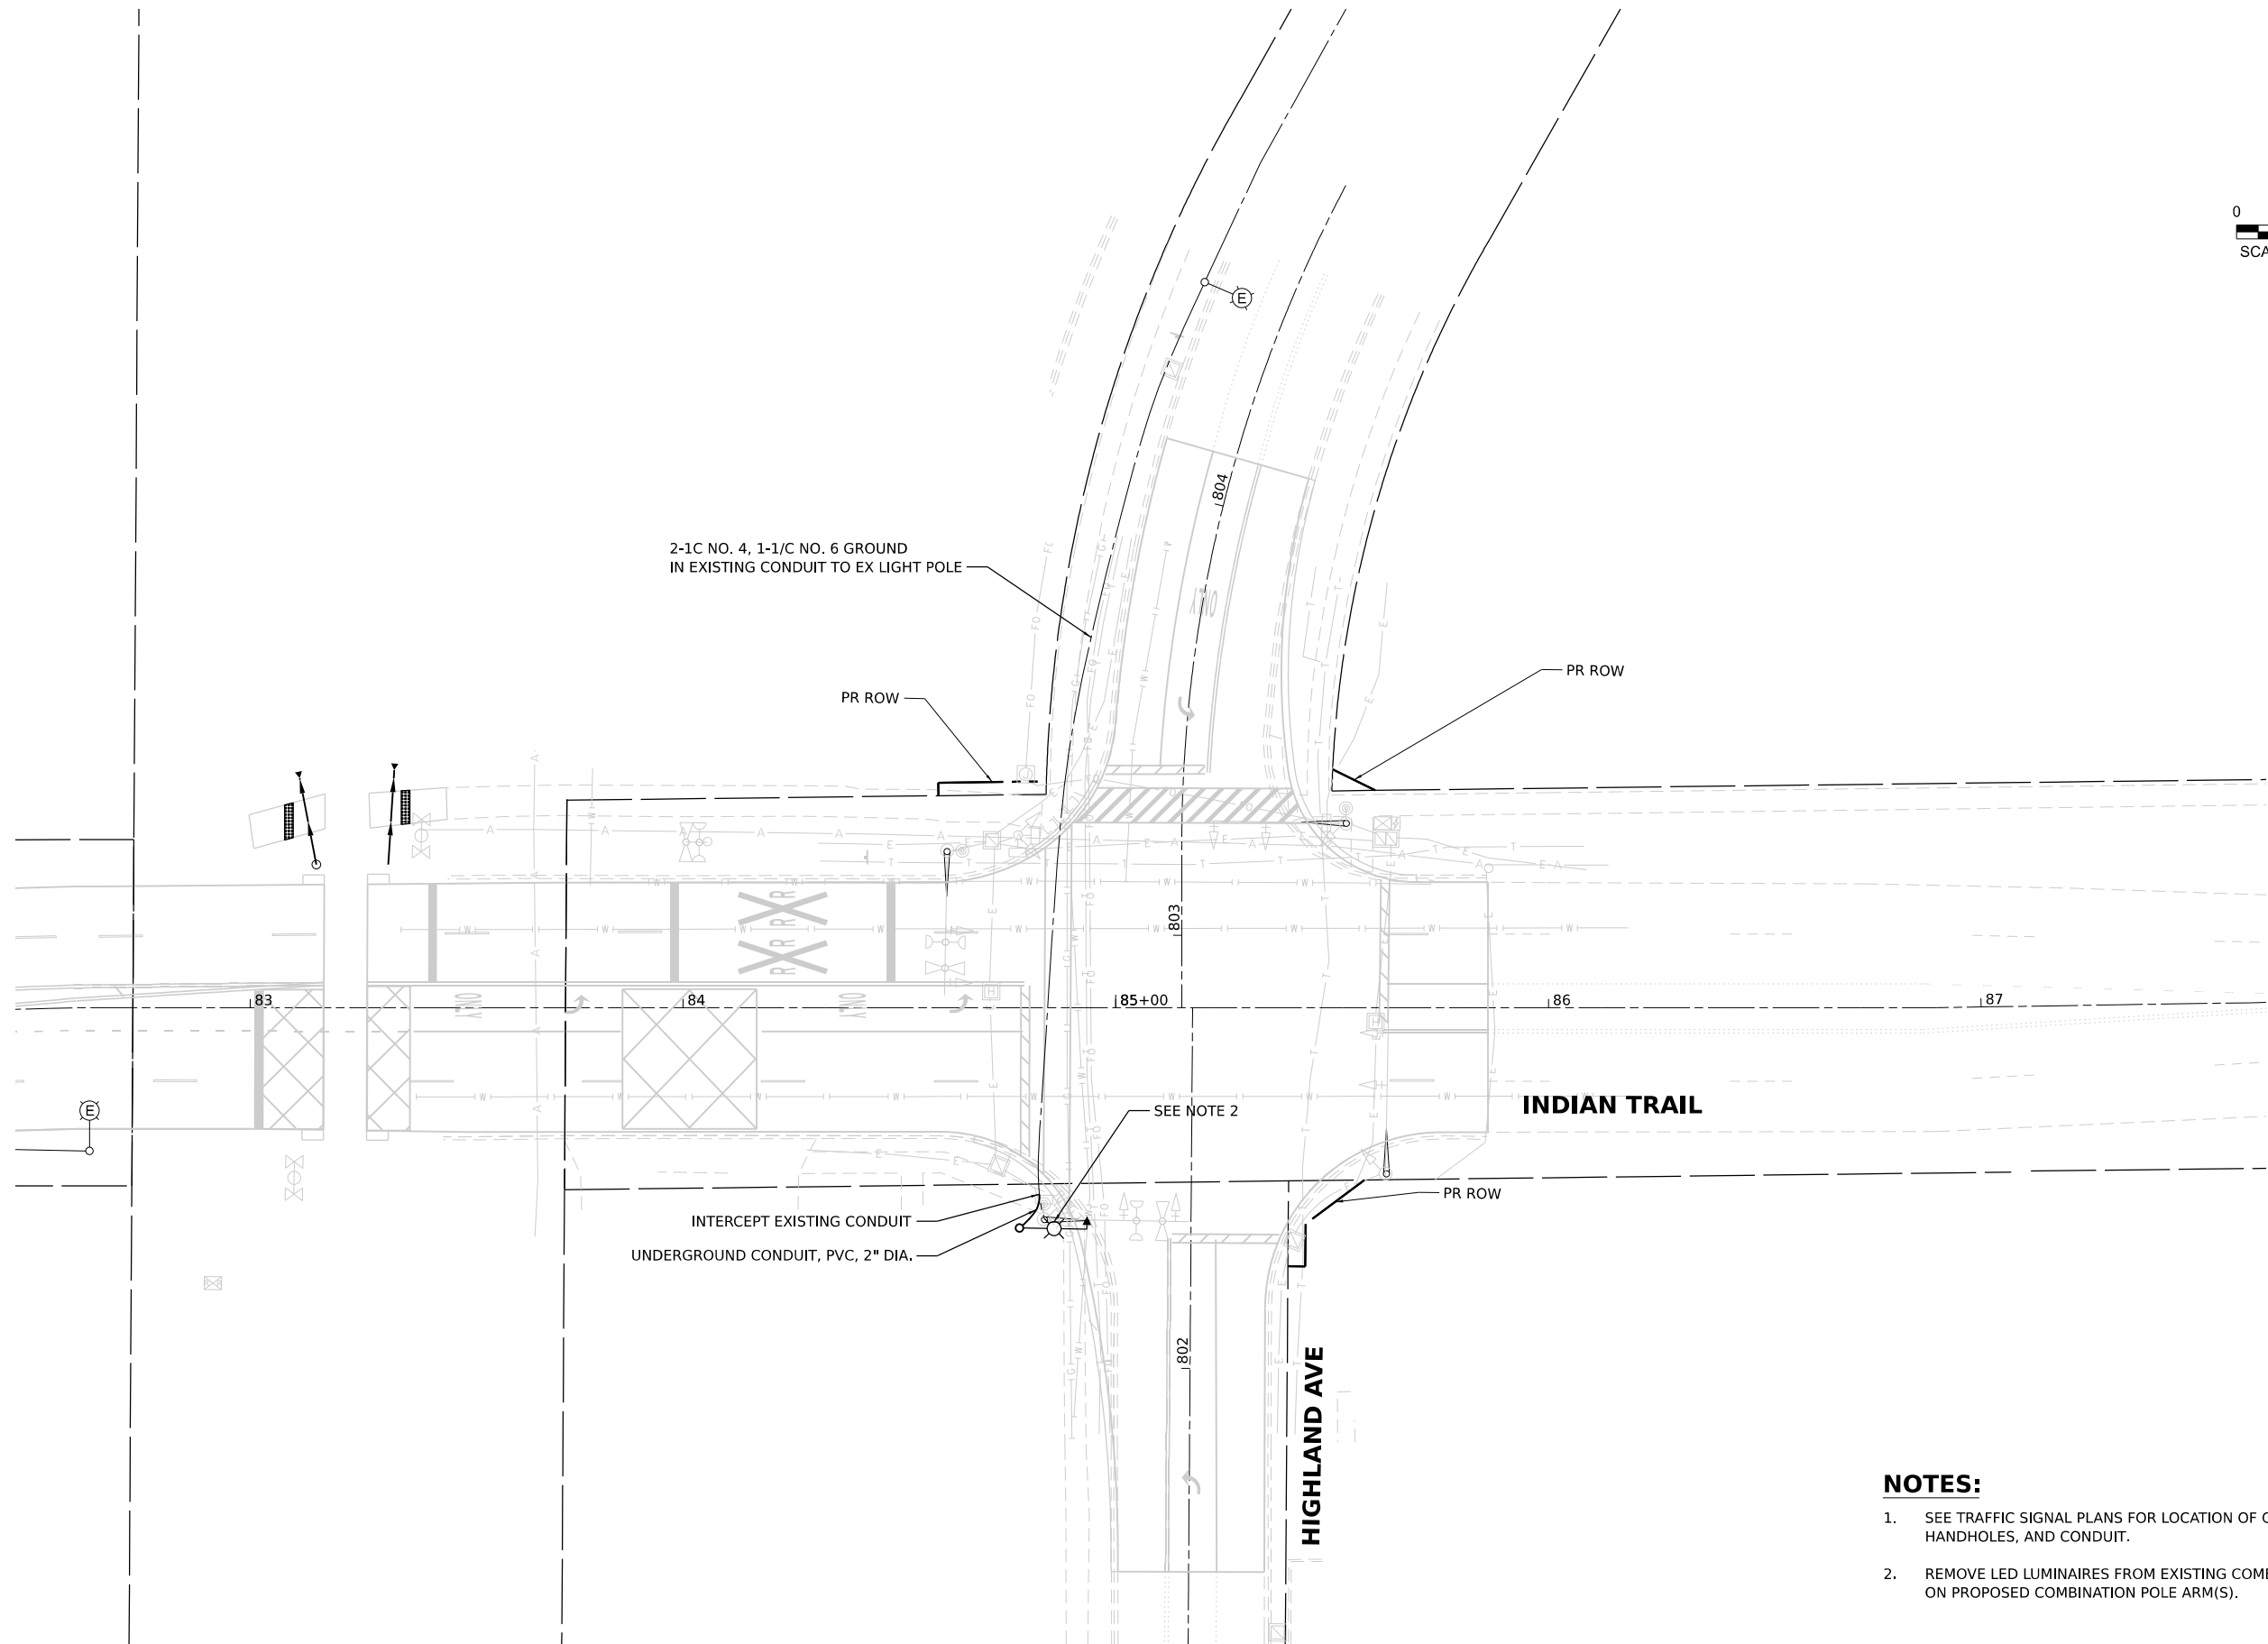 0
SCA
E
804
2-1C NO. 4, 1-1/C NO. 6 GROUND
IN EXISTING CONDUIT TO EX LIGHT POLE
ONLY
PR ROW
PR ROW
R R
R R
803
83
ONLY
84
ONLY
85+00
86
87
E
INDIAN TRAIL
SEE NOTE 2
PR ROW
INTERCEPT EXISTING CONDUIT
UNDERGROUND CONDUIT, PVC, 2" DIA.
802
HIGHLAND AVE
NOTES:
1. SEE TRAFFIC SIGNAL PLANS FOR LOCATION OF
HANDHOLES, AND CONDUIT.
2. REMOVE LED LUMINAIRES FROM EXISTING
ON PROPOSED COMBINATION POLE ARM(S).